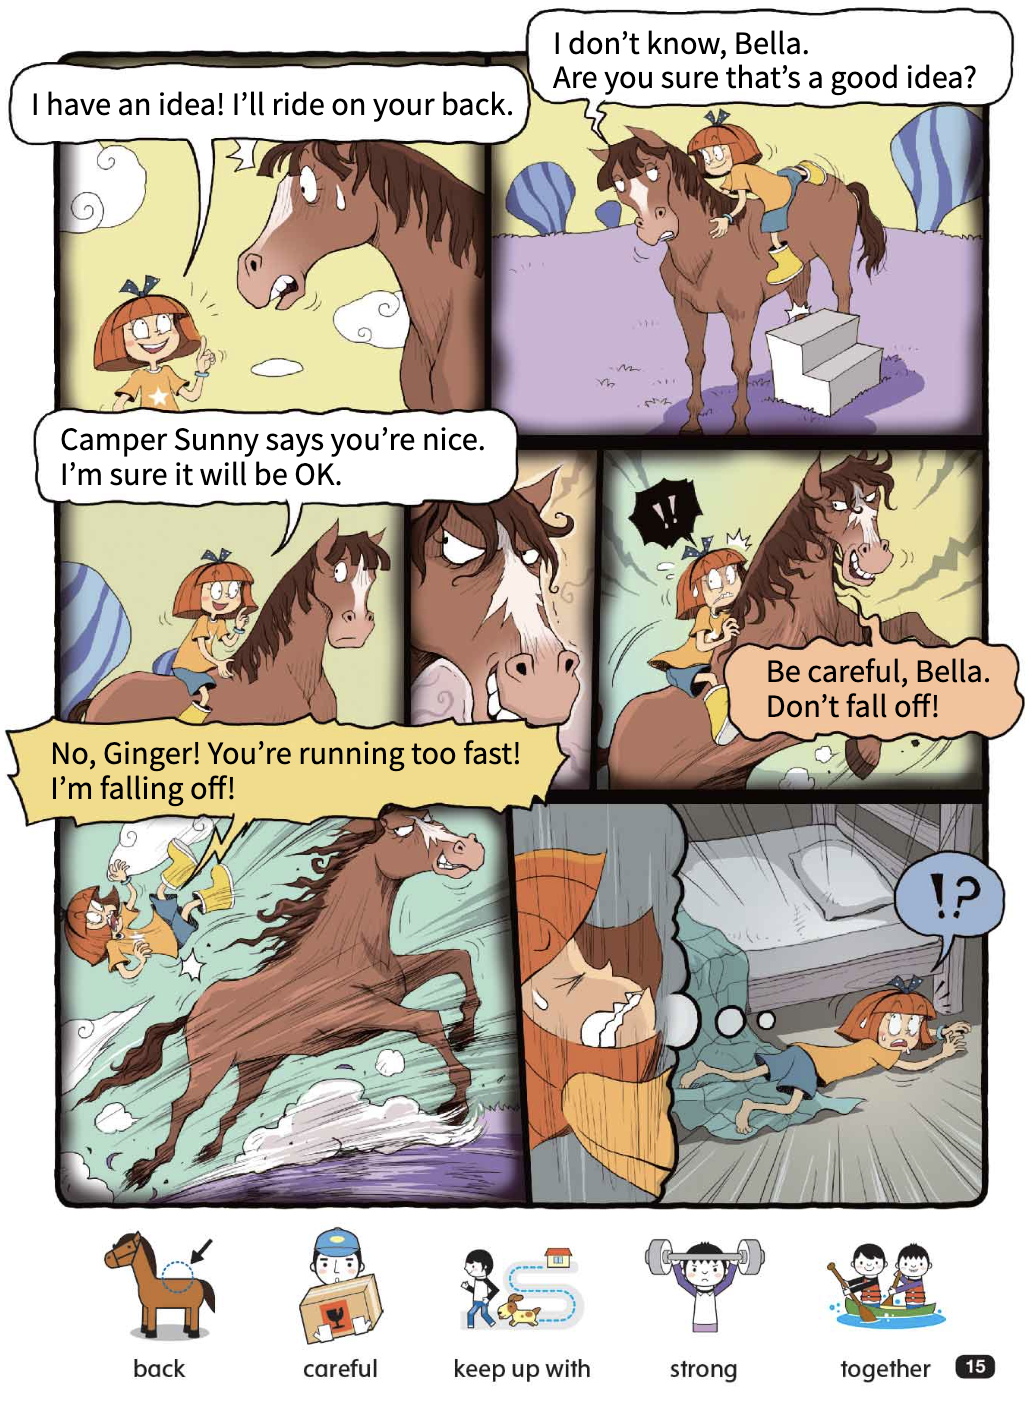 I have an idea! I'll ride on your back.
I don't know, Bella.
Are you sure that's a good idea?
Camper Sunny says you're nice.
I'm sure it will be OK.
!!
Be careful, Bella.
Don't fall off!
No, Ginger! You're running too fast!
I'm falling off!
!?
back
careful
keep up with
strong
together
15